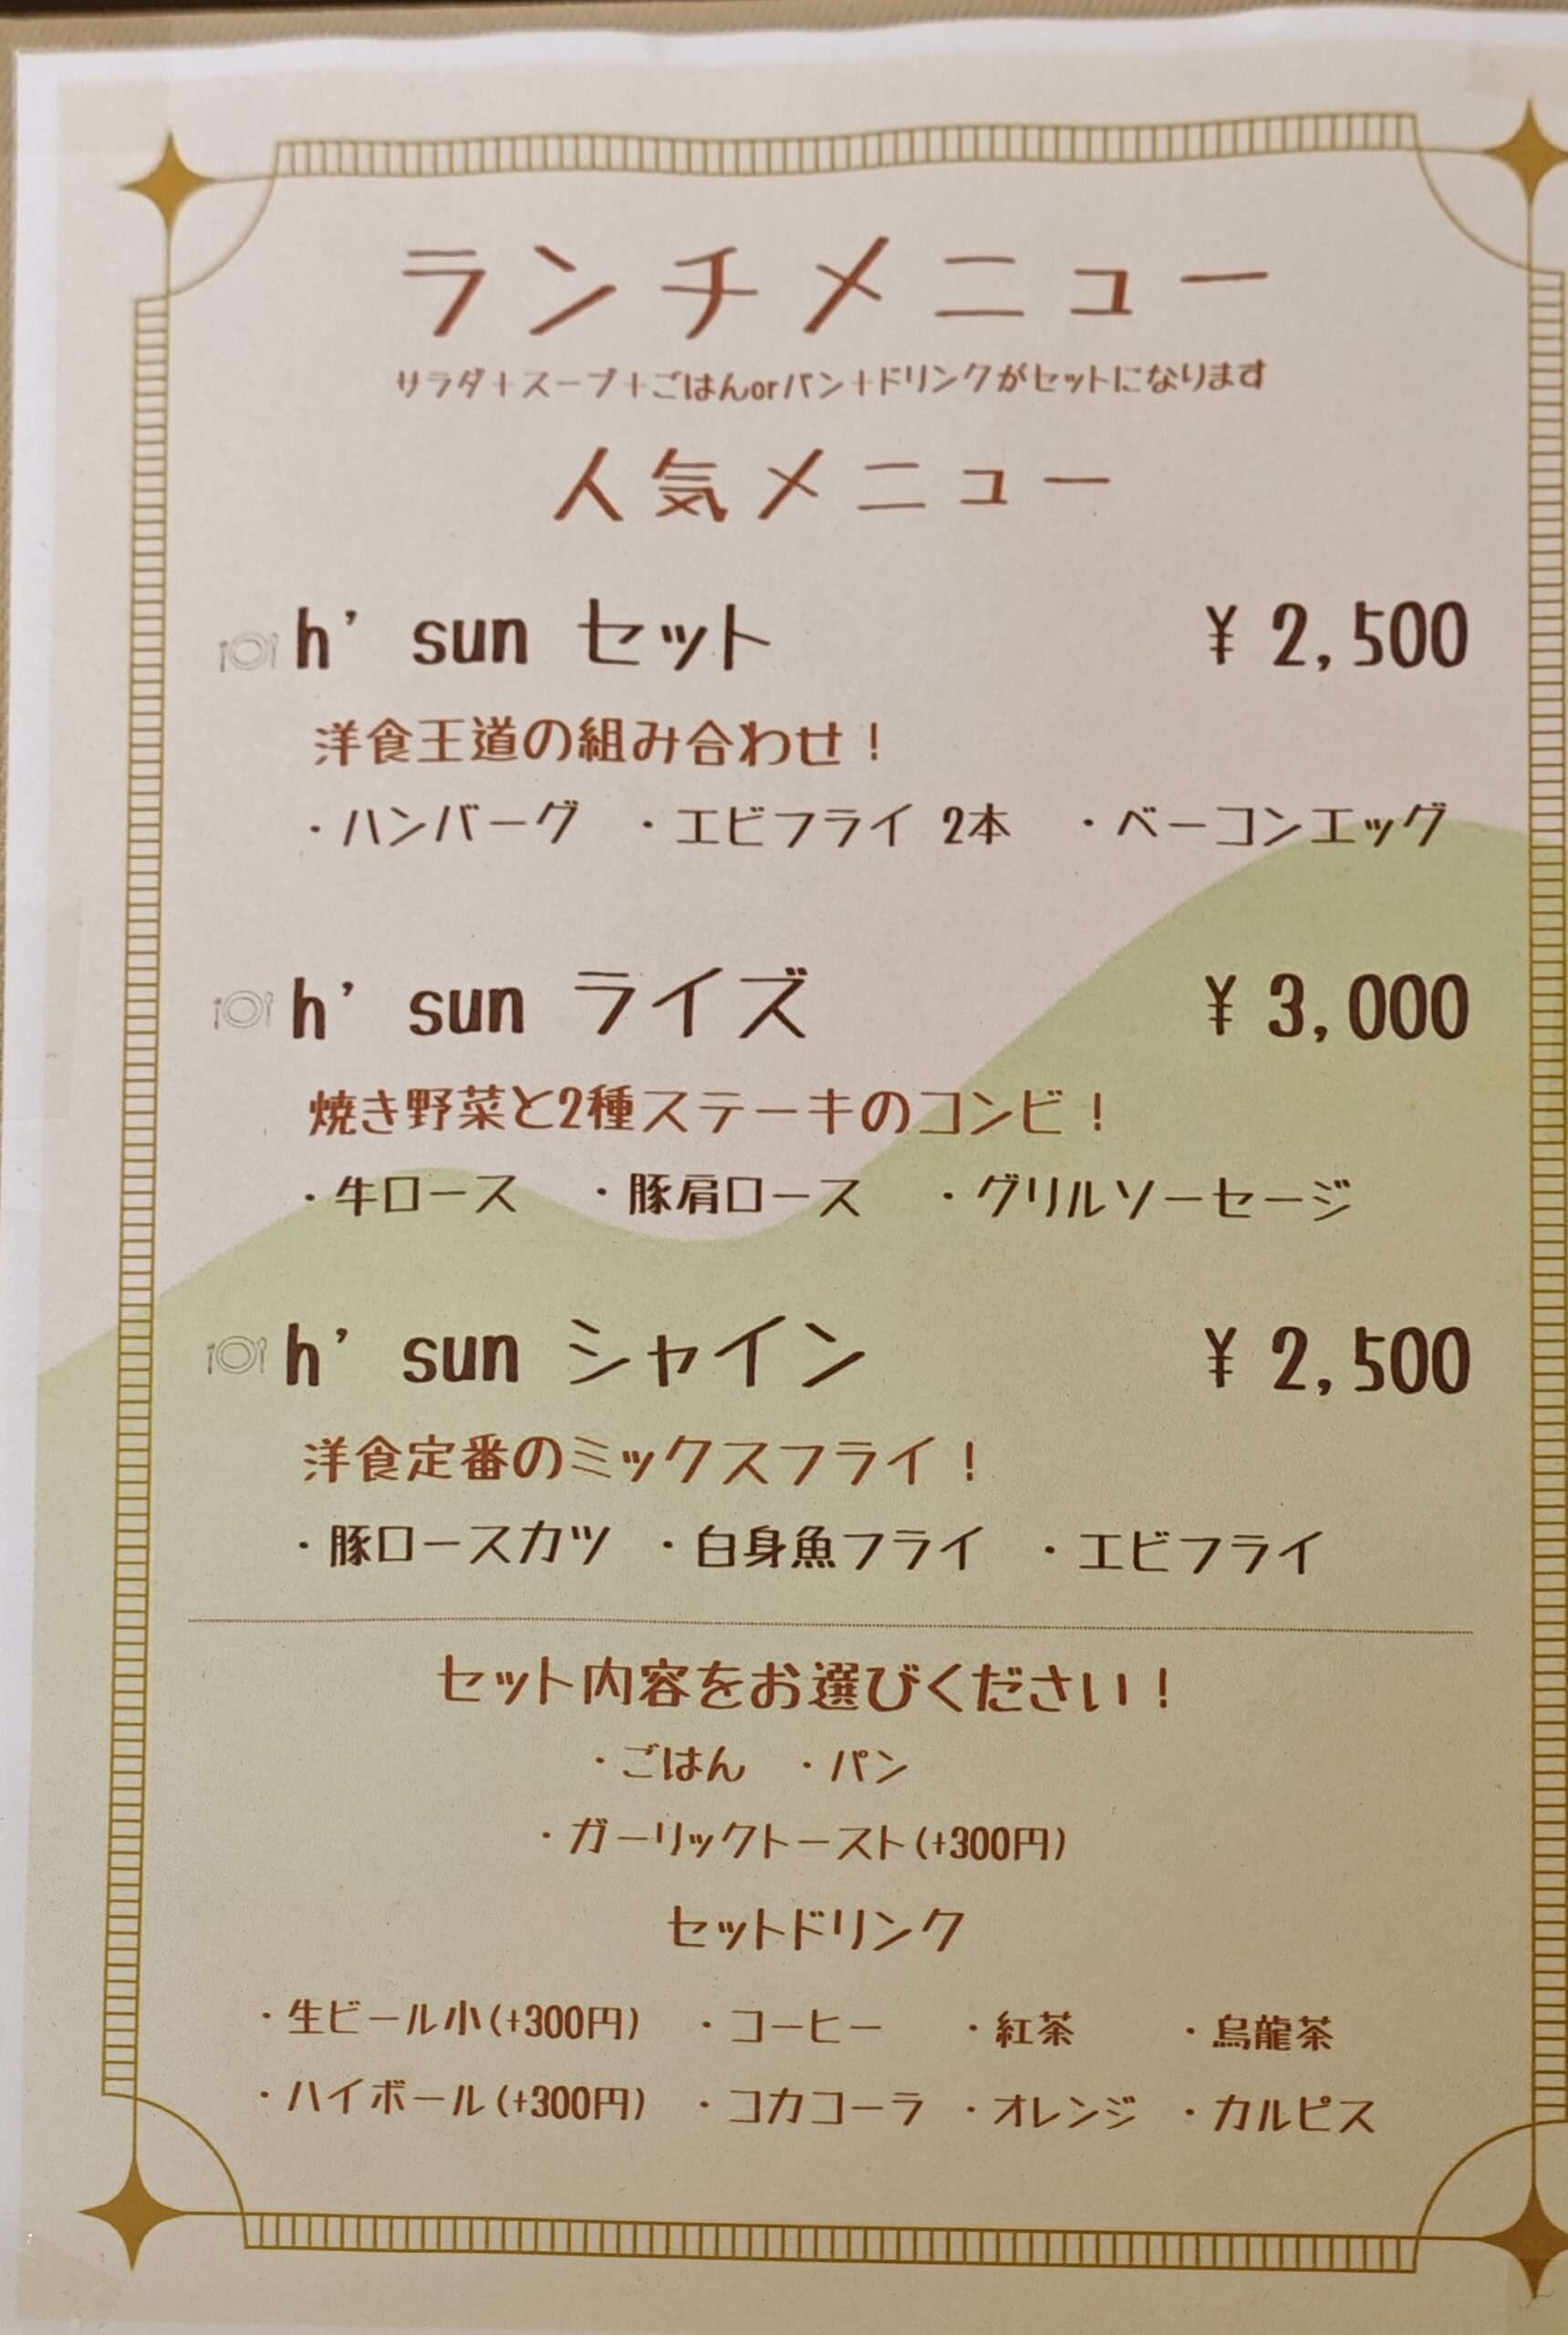 ランチメニュー
サラダ+スープ+ごはんorパン+ドリンクがセットになります
人気メニュー
h' sun セット ¥ 2,500
洋食王道の組み合わせ!
・ハンバーグ ・エビフライ 2本 ・ベーコンエッグ
h' sun ライズ ¥ 3,000
焼き野菜と2種ステーキのコンビ!
・牛ロース ・豚肩ロース ・グリルソーセージ
h' sun シャイン ¥ 2,500
洋食定番のミックスフライ!
・豚ロースカツ ・白身魚フライ ・エビフライ
セット内容をお選びください!
・ごはん ・パン
・ガーリックトースト(+300円)
セットドリンク
・生ビール小(+300円) ・コーヒー ・紅茶 ・烏龍茶
・ハイボール(+300円) ・コカコーラ ・オレンジ ・カルピス